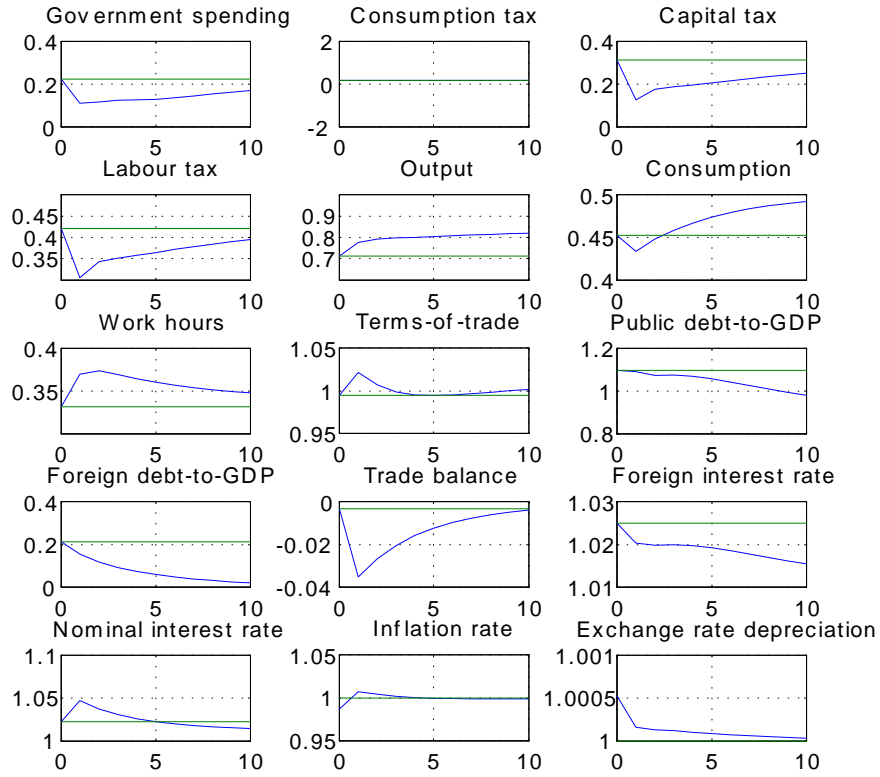 Government spending Consumption tax Capital tax
0.4 2 0.4
0.2 0 0.2
0 -2 0
0 5 10 0 5 10 0 5 10
Labour tax Output Consumption
0.5
0.45 0.9 0.45
0.4 0.8
0.35 0.7 0.4
0 5 10 0 5 10 0 5 10
Work hours Terms-of-trade Public debt-to-GDP
0.4 1.05 1.2
0.35 1 1
0.95 0.8
0 5 10 0 5 10 0 5 10
Foreign debt-to-GDP Trade balance Foreign interest rate
0.4 0 1.03
0.2 -0.02 1.02
0 -0.04 1.01
0 5 10 0 5 10 0 5 10
Nominal interest rate Inflation rate Exchange rate depreciation
1.1 1.05 1.001
1.05 1 1.0005
1 0.95 1
0 5 10 0 5 10 0 5 10